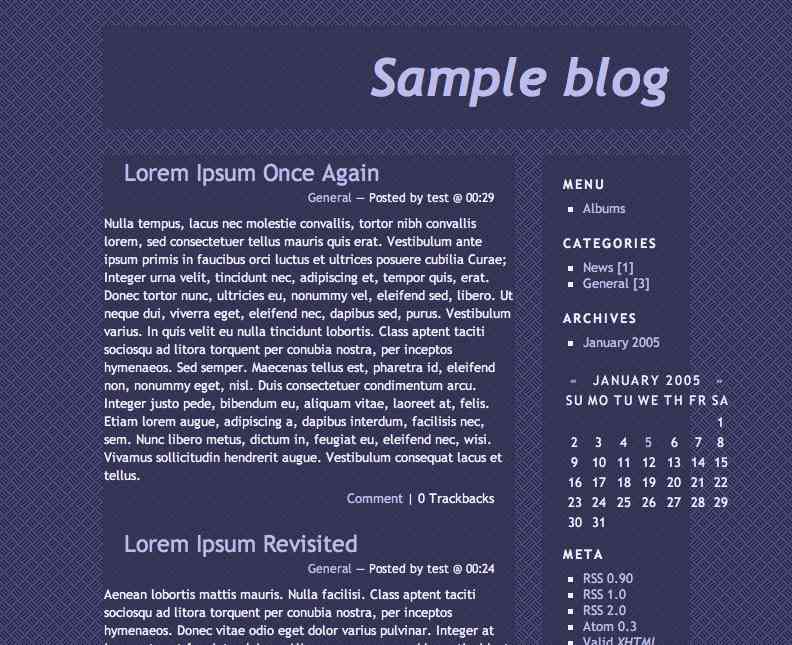 Sample blog
Lorem Ipsum Once Again
General — Posted by test @ 00:29
Nulla tempus, lacus nec molestie convallis, tortor nibh convallis
lorem, sed consectetuer tellus mauris quis erat. Vestibulum ante
ipsum primis in faucibus orci luctus et ultrices posuere cubilia Curae;
Integer urna velit, tincidunt nec, adipiscing et, tempor quis, erat.
Donec tortor nunc, ultricies eu, nonummy vel, eleifend sed, libero. Ut
neque dui, viverra eget, eleifend nec, dapibus sed, purus. Vestibulum
varius. In quis velit eu nulla tincidunt lobortis. Class aptent taciti
sociosqu ad litora torquent per conubia nostra, per inceptos
hymenaeos. Sed semper. Maecenas tellus est, pharetra id, eleifend
non, nonummy eget, nisl. Duis consectetuer condimentum arcu.
Integer justo pede, bibendum eu, aliquam vitae, laoreet at, felis.
Etiam lorem augue, adipiscing a, dapibus interdum, facilisis nec,
sem. Nunc libero metus, dictum in, feugiat eu, eleifend nec, wisi.
Vivamus sollicitudin hendrerit augue. Vestibulum consequat lacus et
tellus.
Comment | 0 Trackbacks
Lorem Ipsum Revisited
General — Posted by test @ 00:24
Aenean lobortis mattis mauris. Nulla facilisi. Class aptent taciti
sociosqu ad litora torquent per conubia nostra, per inceptos
hymenaeos. Donec vitae odio eget dolor varius pulvinar. Integer at
MENU
Albums
CATEGORIES
News [1]
General [3]
ARCHIVES
January 2005
« JANUARY 2005 »
SU MO TU WE TH FR SA
1
2 3 4 5 6 7 8
9 10 11 12 13 14 15
16 17 18 19 20 21 22
23 24 25 26 27 28 29
30 31
META
RSS 0.90
RSS 1.0
RSS 2.0
Atom 0.3
Valid XHTML